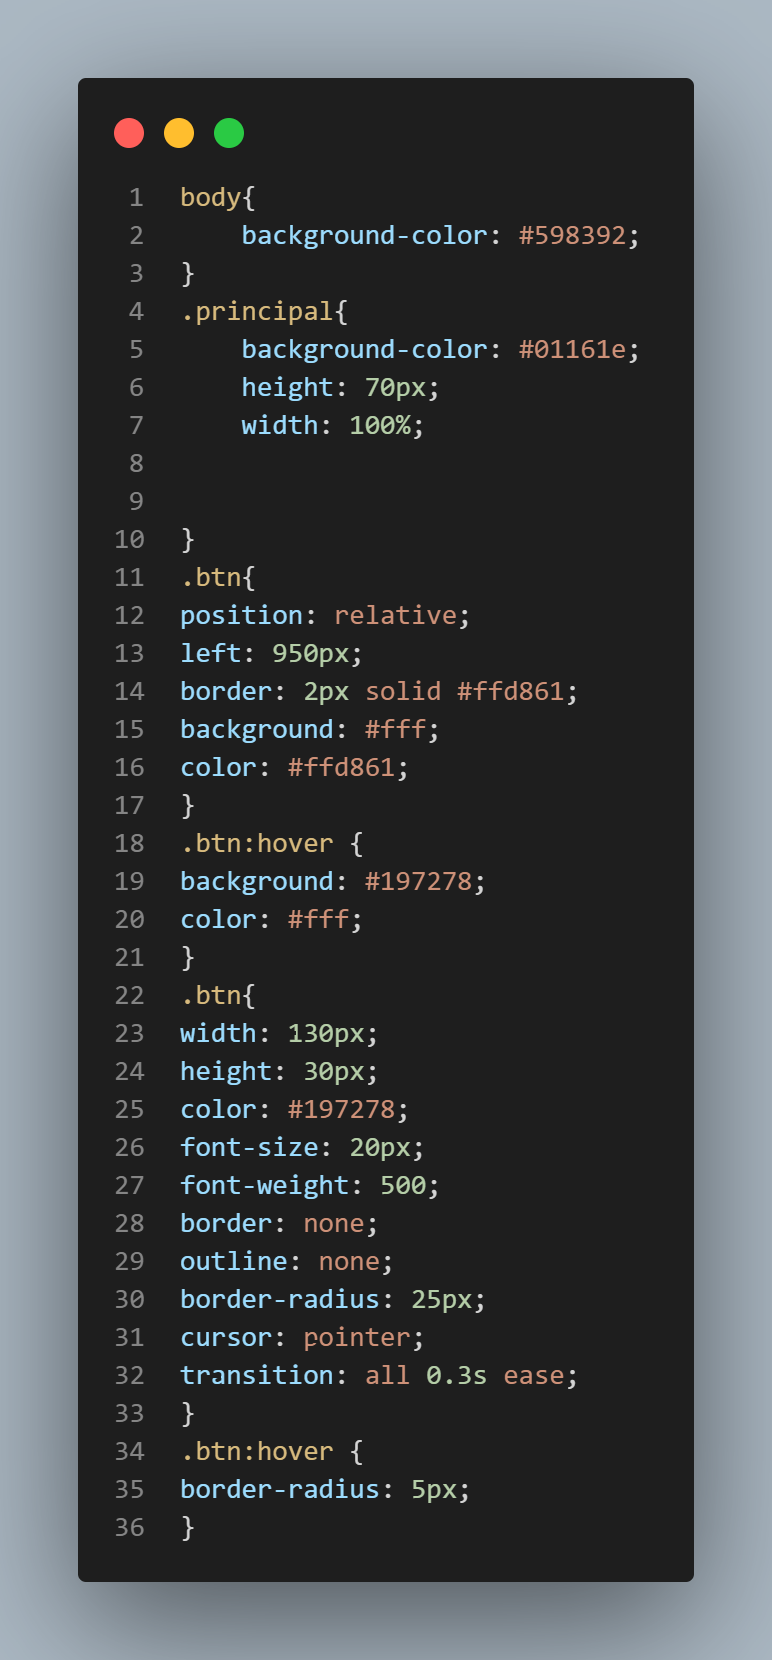 1 body{
2     background-color: #598392;
3 }
4 .principal{
5     background-color: #01161e;
6     height: 70px;
7     width: 100%;
8
9
10 }
11 .btn{
12 position: relative;
13 left: 950px;
14 border: 2px solid #ffd861;
15 background: #fff;
16 color: #ffd861;
17 }
18 .btn:hover {
19 background: #197278;
20 color: #fff;
21 }
22 .btn{
23 width: 130px;
24 height: 30px;
25 color: #197278;
26 font-size: 20px;
27 font-weight: 500;
28 border: none;
29 outline: none;
30 border-radius: 25px;
31 cursor: pointer;
32 transition: all 0.3s ease;
33 }
34 .btn:hover {
35 border-radius: 5px;
36 }